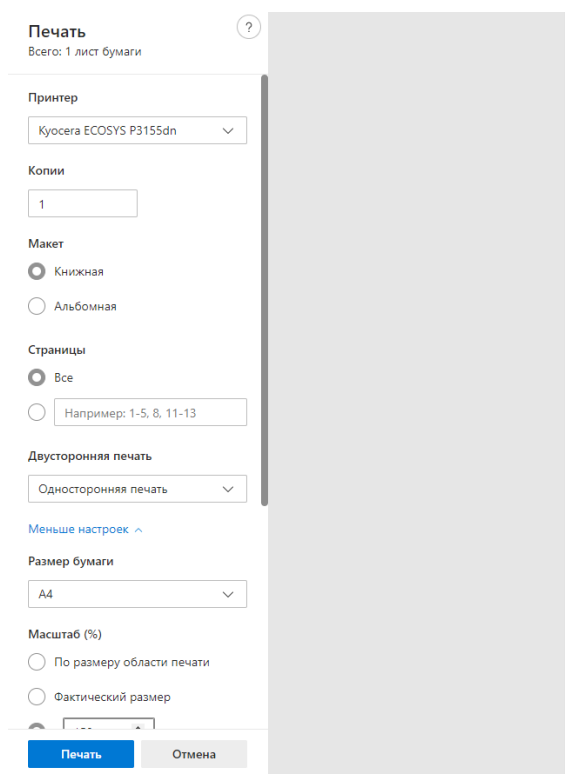 Печать
?
Всего: 1 лист бумаги
Принтер
Kyocera ECOSYS P3155dn
Копии
1
Макет
Книжная
Альбомная
Страницы
Все
Например: 1-5, 8, 11-13
Двусторонняя печать
Односторонняя печать
Меньше настроек
Размер бумаги
A4
Масштаб (%)
По размеру области печати
Фактический размер
Печать
Отмена